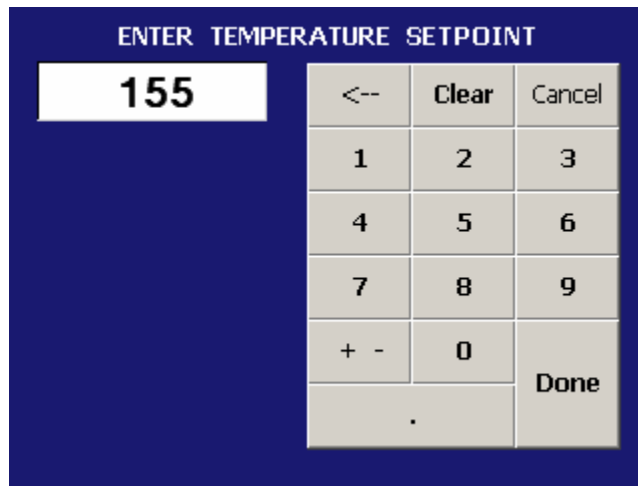 ENTER TEMPERATURE SETPOINT
155
<-- Clear Cancel
1 2 3
4 5 6
7 8 9
+ - 0
Done
.